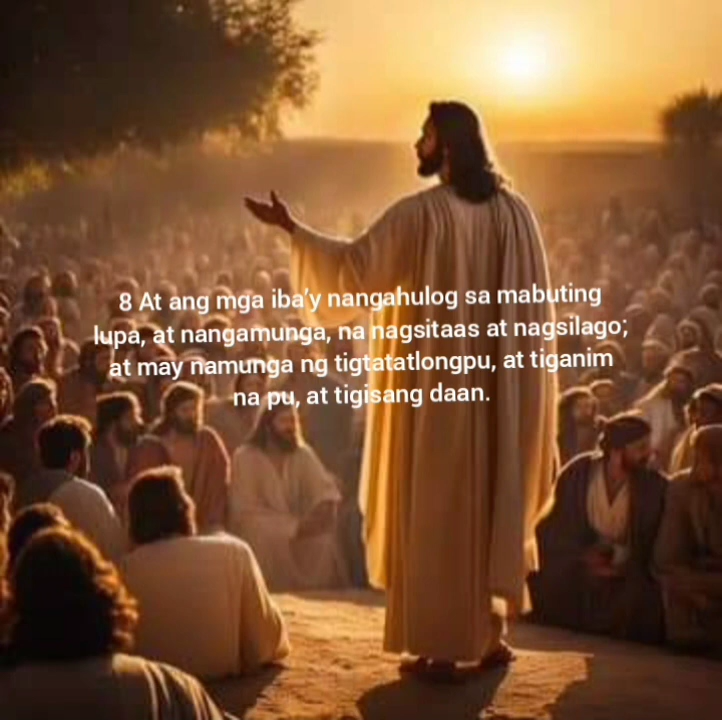 8 At ang mga iba'y nangahulog sa mabuting
lupa, at nangamunga, na nagsitaas at nagsilago;
at may namunga ng tigtatatlongpu, at tiganim
na pu, at tigisang daan.